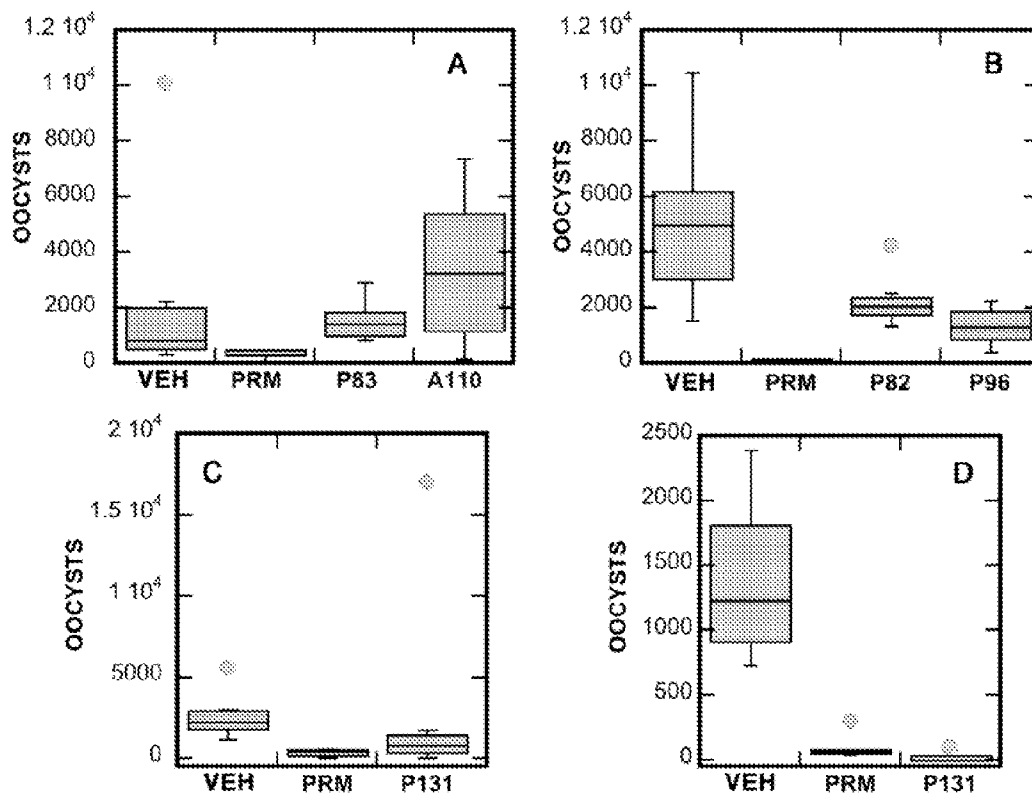 1.2 10⁴
1 10⁴
8000
6000
4000
2000
0
OOCYSTS
A
VEH PRM P83 A110
1.2 10⁴
1 10⁴
8000
6000
4000
2000
0
OOCYSTS
B
VEH PRM P82 P96
2 10⁴
1.5 10⁴
1 10⁴
5000
0
OOCYSTS
C
VEH PRM P131
2500
2000
1500
1000
500
0
OOCYSTS
D
VEH PRM P131